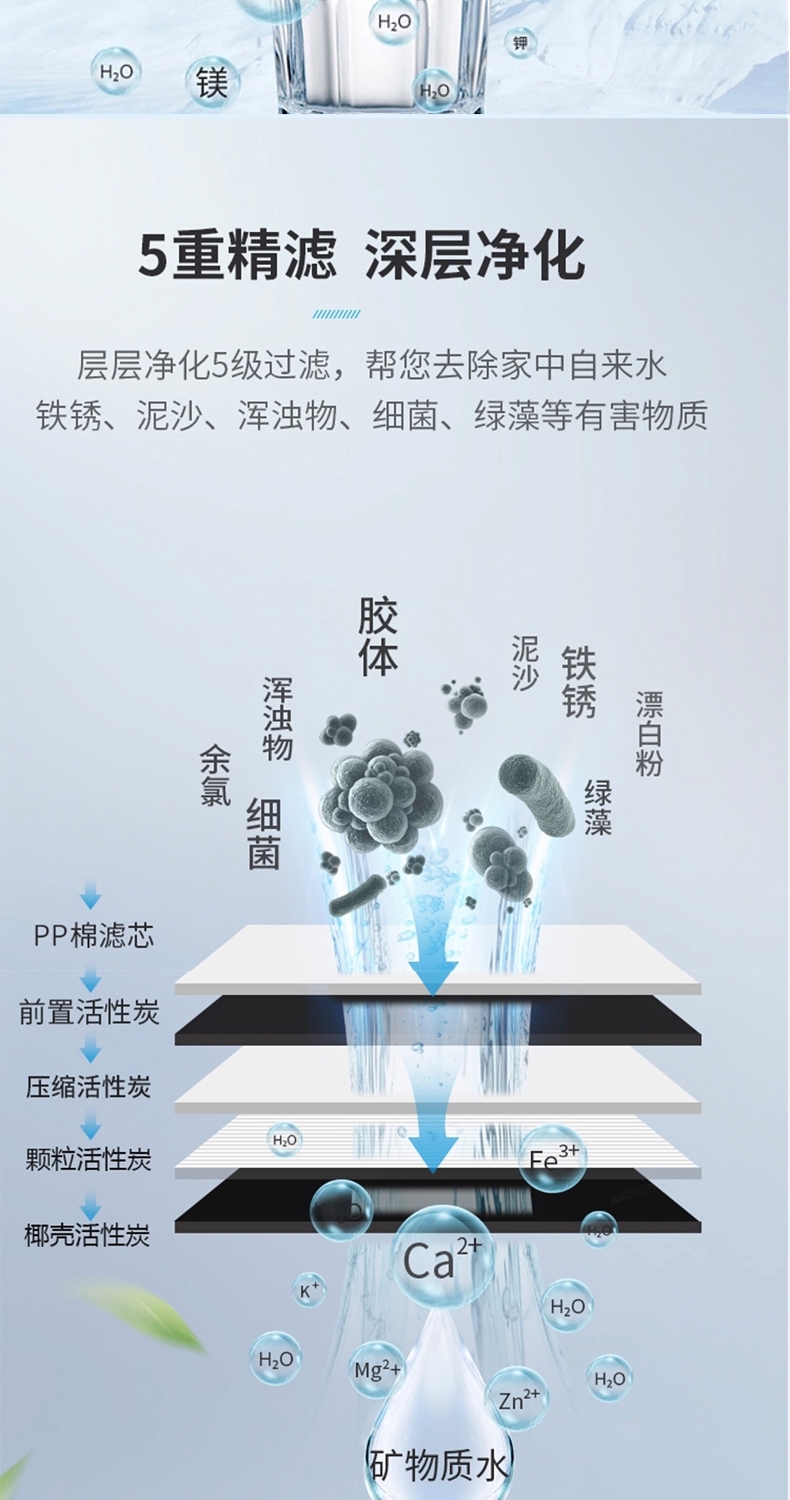 H₂O
钾
H₂O
镁
H₂O
5重精滤 深层净化
层层净化5级过滤，帮您去除家中自来水
铁锈、泥沙、浑浊物、细菌、绿藻等有害物质
胶体
泥沙
铁锈
浑浊物
漂白粉
余氯
绿藻
细菌
PP棉滤芯
前置活性炭
压缩活性炭
颗粒活性炭
椰壳活性炭
H₂O
Fe³⁺
H₂O
H₂O
Ca²⁺
K⁺
H₂O
H₂O
Mg²⁺
H₂O
Zn²⁺
矿物质水